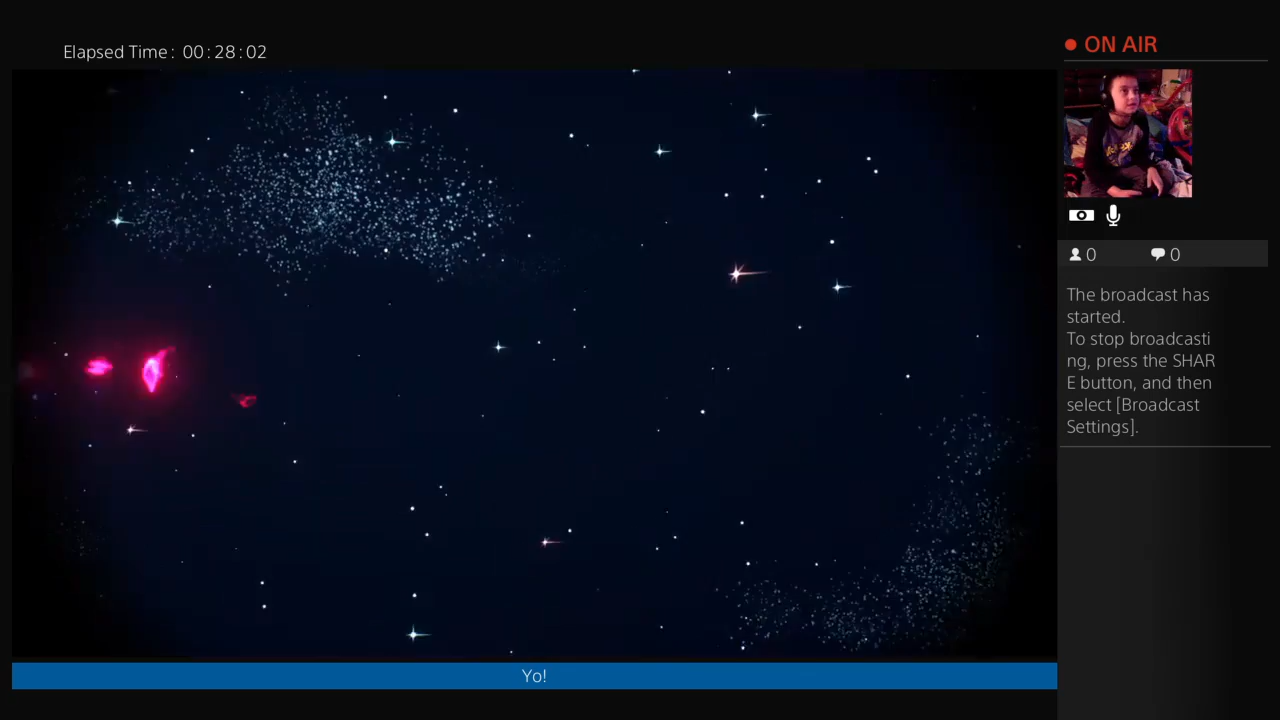 Elapsed Time: 00:28:02
ON AIR
0 0
The broadcast has
started.
To stop broadcasti
ng, press the SHAR
E button, and then
select [Broadcast
Settings].
Yo!